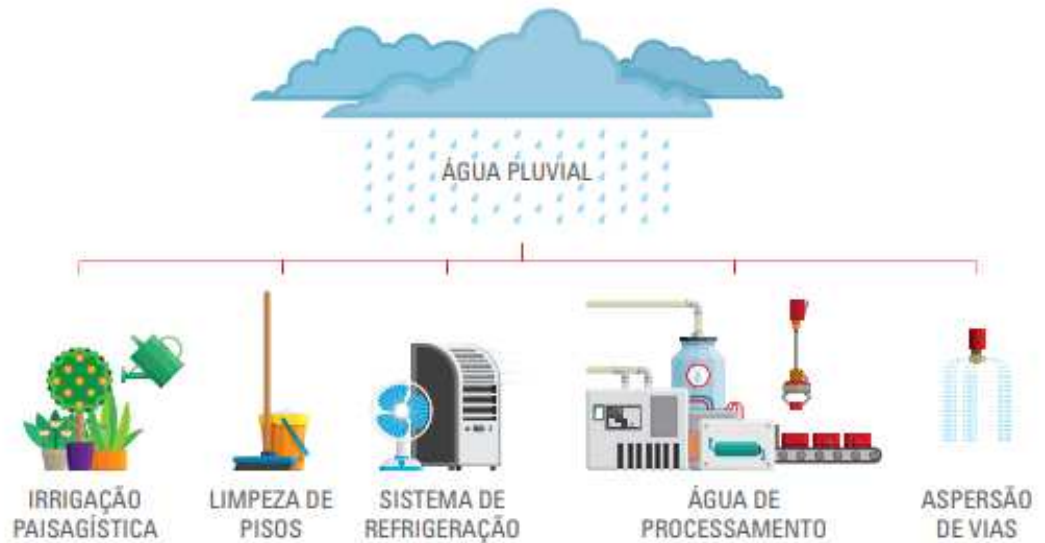 ÁGUA PLUVIAL
IRRIGAÇÃO
PAISAGÍSTICA
LIMPEZA DE
PISOS
SISTEMA DE
REFRIGERAÇÃO
ÁGUA DE
PROCESSAMENTO
ASPERSÃO
DE VIAS